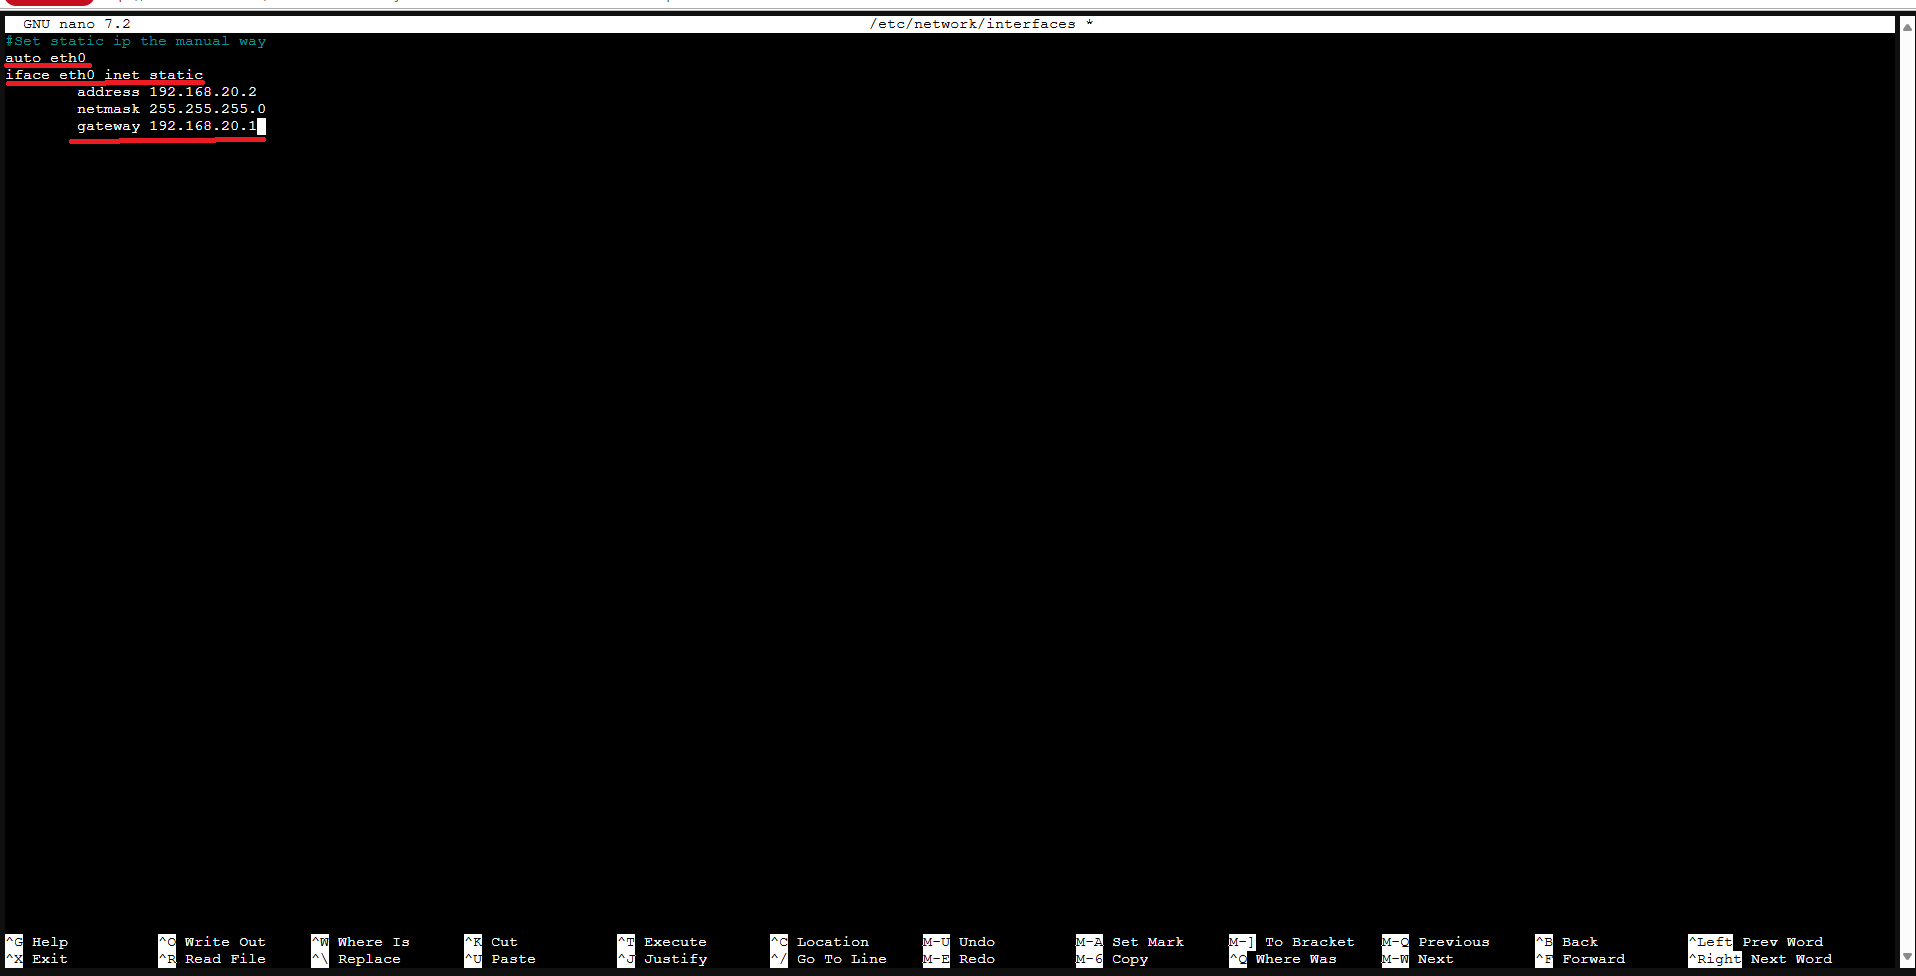 GNU nano 7.2 /etc/network/interfaces *
#Set static ip the manual way
auto eth0
iface eth0 inet static
address 192.168.20.2
netmask 255.255.255.0
gateway 192.168.20.1
^G Help ^O Write Out ^W Where Is ^K Cut ^T Execute ^C Location M-U Undo M-A Set Mark M-] To Bracket M-Q Previous ^B Back ^Left Prev Word
^X Exit ^R Read File ^\ Replace ^U Paste ^J Justify ^/ Go To Line M-E Redo M-6 Copy ^Q Where Was M-W Next ^F Forward ^Right Next Word